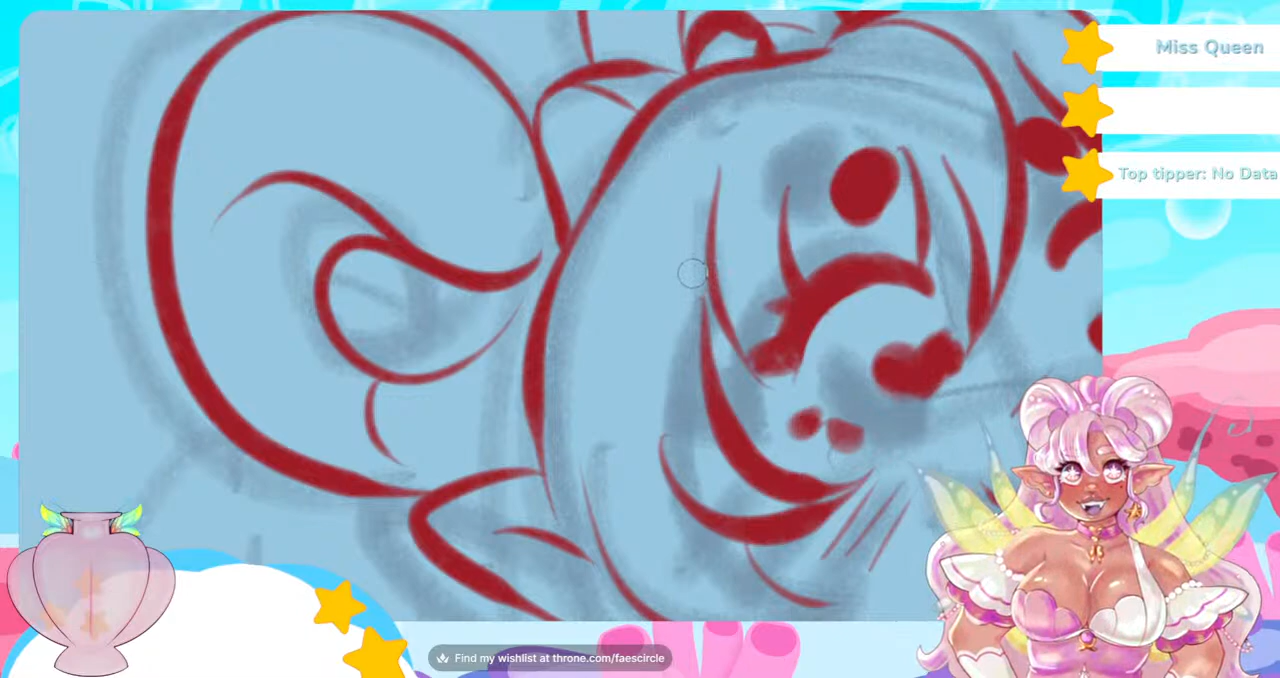 Miss Queen
Top tipper: No Data
Find my wishlist at throne.com/faescircle